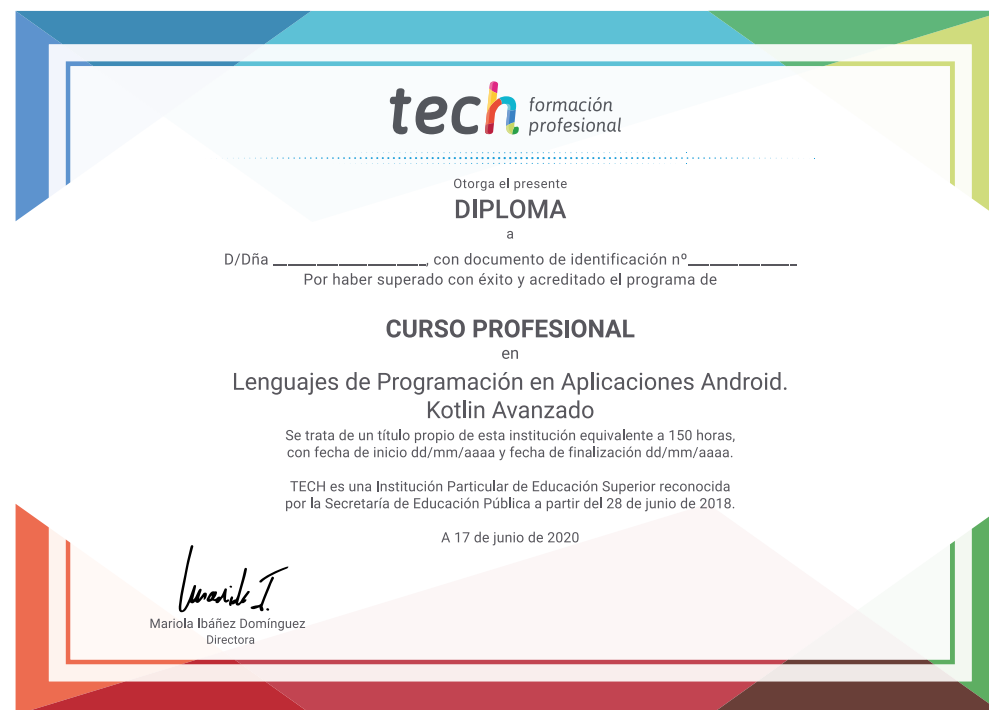 tech formación
profesional
Otorga el presente
DIPLOMA
a
D/Dña ____________________, con documento de identificación nº______________
Por haber superado con éxito y acreditado el programa de
CURSO PROFESIONAL
en
Lenguajes de Programación en Aplicaciones Android.
Kotlin Avanzado
Se trata de un título propio de esta institución equivalente a 150 horas,
con fecha de inicio dd/mm/aaaa y fecha de finalización dd/mm/aaaa.
TECH es una Institución Particular de Educación Superior reconocida
por la Secretaría de Educación Pública a partir del 28 de junio de 2018.
A 17 de junio de 2020
Mariola Ibáñez Domínguez
Directora